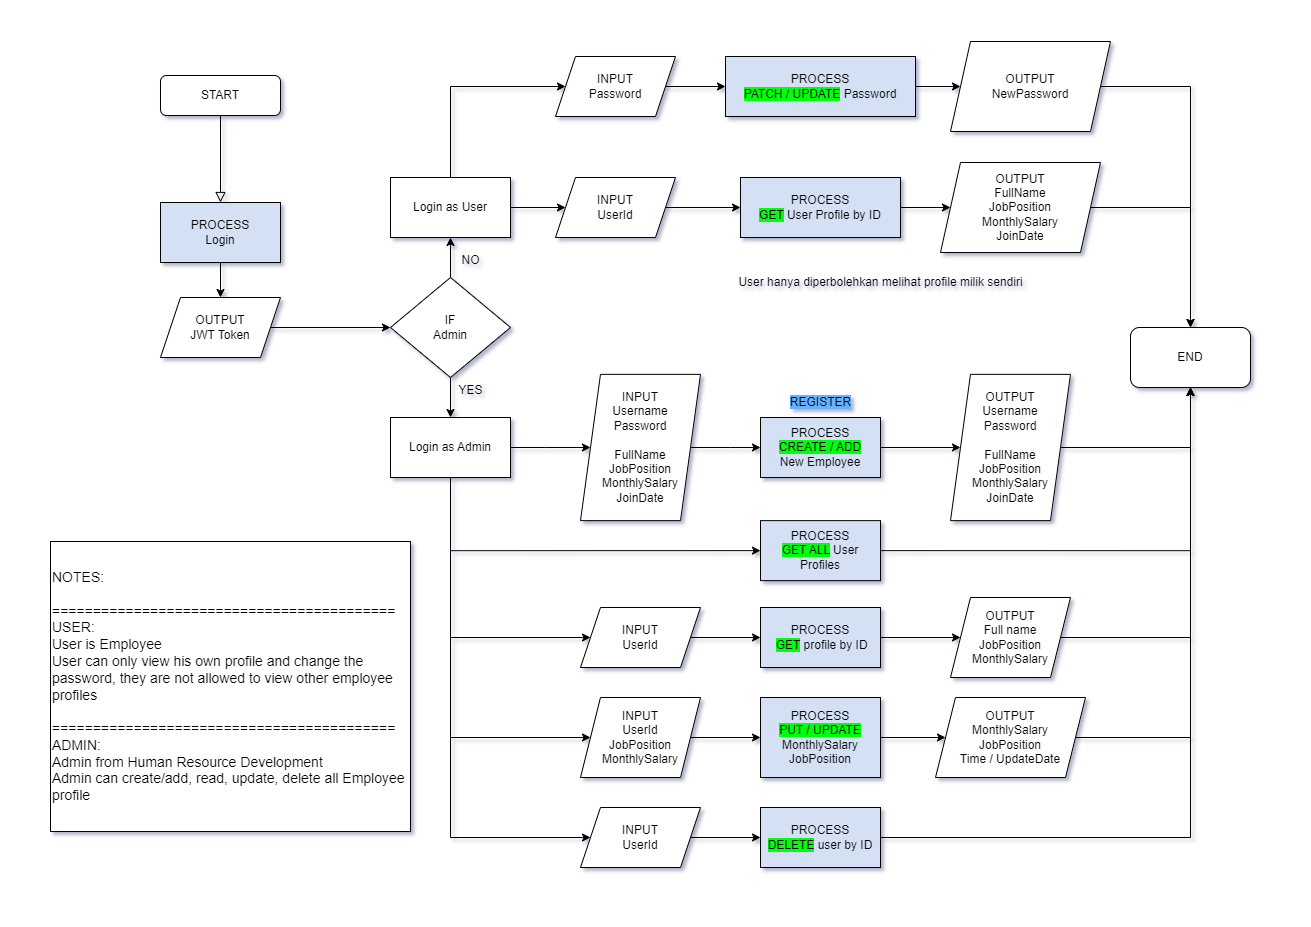 START
PROCESS
Login
OUTPUT
JWT Token
IF
Admin
NO
Login as User
INPUT
Password
PROCESS
PATCH / UPDATE Password
OUTPUT
NewPassword
INPUT
UserId
PROCESS
GET User Profile by ID
OUTPUT
FullName
JobPosition
MonthlySalary
JoinDate
User hanya diperbolehkan melihat profile milik sendiri
END
YES
Login as Admin
INPUT
Username
Password
FullName
JobPosition
MonthlySalary
JoinDate
REGISTER
PROCESS
CREATE / ADD
New Employee
OUTPUT
Username
Password
FullName
JobPosition
MonthlySalary
JoinDate
PROCESS
GET ALL User
Profiles
INPUT
UserId
PROCESS
GET profile by ID
OUTPUT
Full name
JobPosition
MonthlySalary
INPUT
UserId
JobPosition
MonthlySalary
PROCESS
PUT / UPDATE
MonthlySalary
JobPosition
OUTPUT
MonthlySalary
JobPosition
Time / UpdateDate
INPUT
UserId
PROCESS
DELETE user by ID
NOTES:
==========================================
USER:
User is Employee
User can only view his own profile and change the
password, they are not allowed to view other employee
profiles
==========================================
ADMIN:
Admin from Human Resource Development
Admin can create/add, read, update, delete all Employee
profile